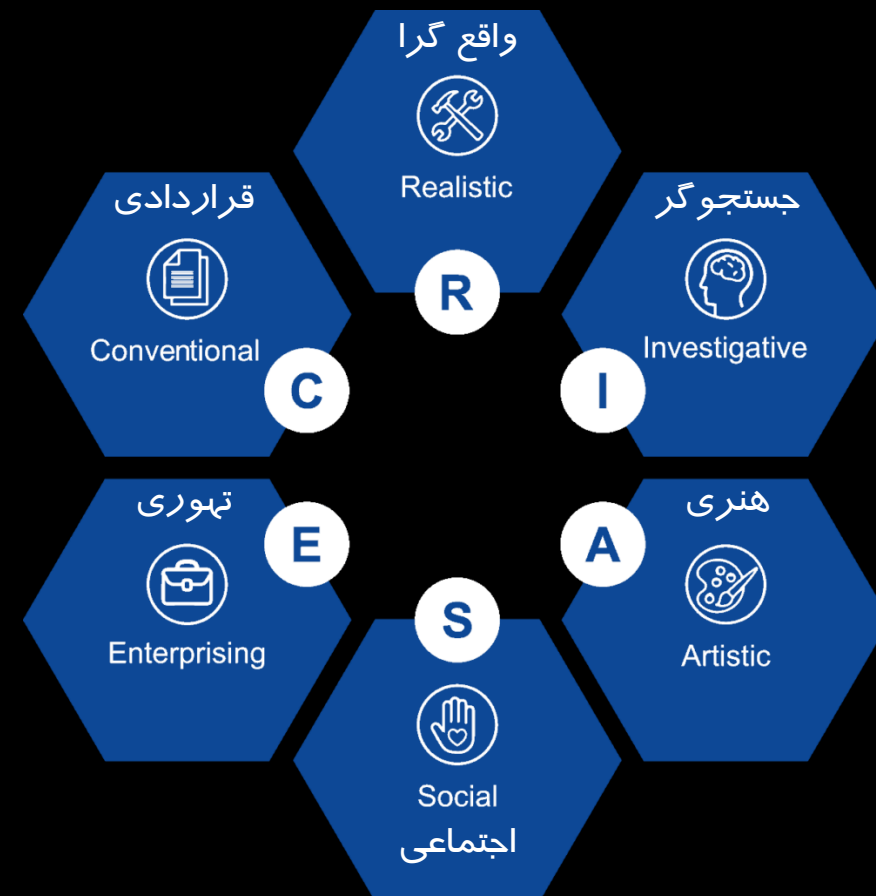 واقع گرا
Realistic
R
جستجوگر
Investigative
I
هنری
Artistic
A
S
Social
اجتماعی
تهوری
E
Enterprising
قراردادی
Conventional
C